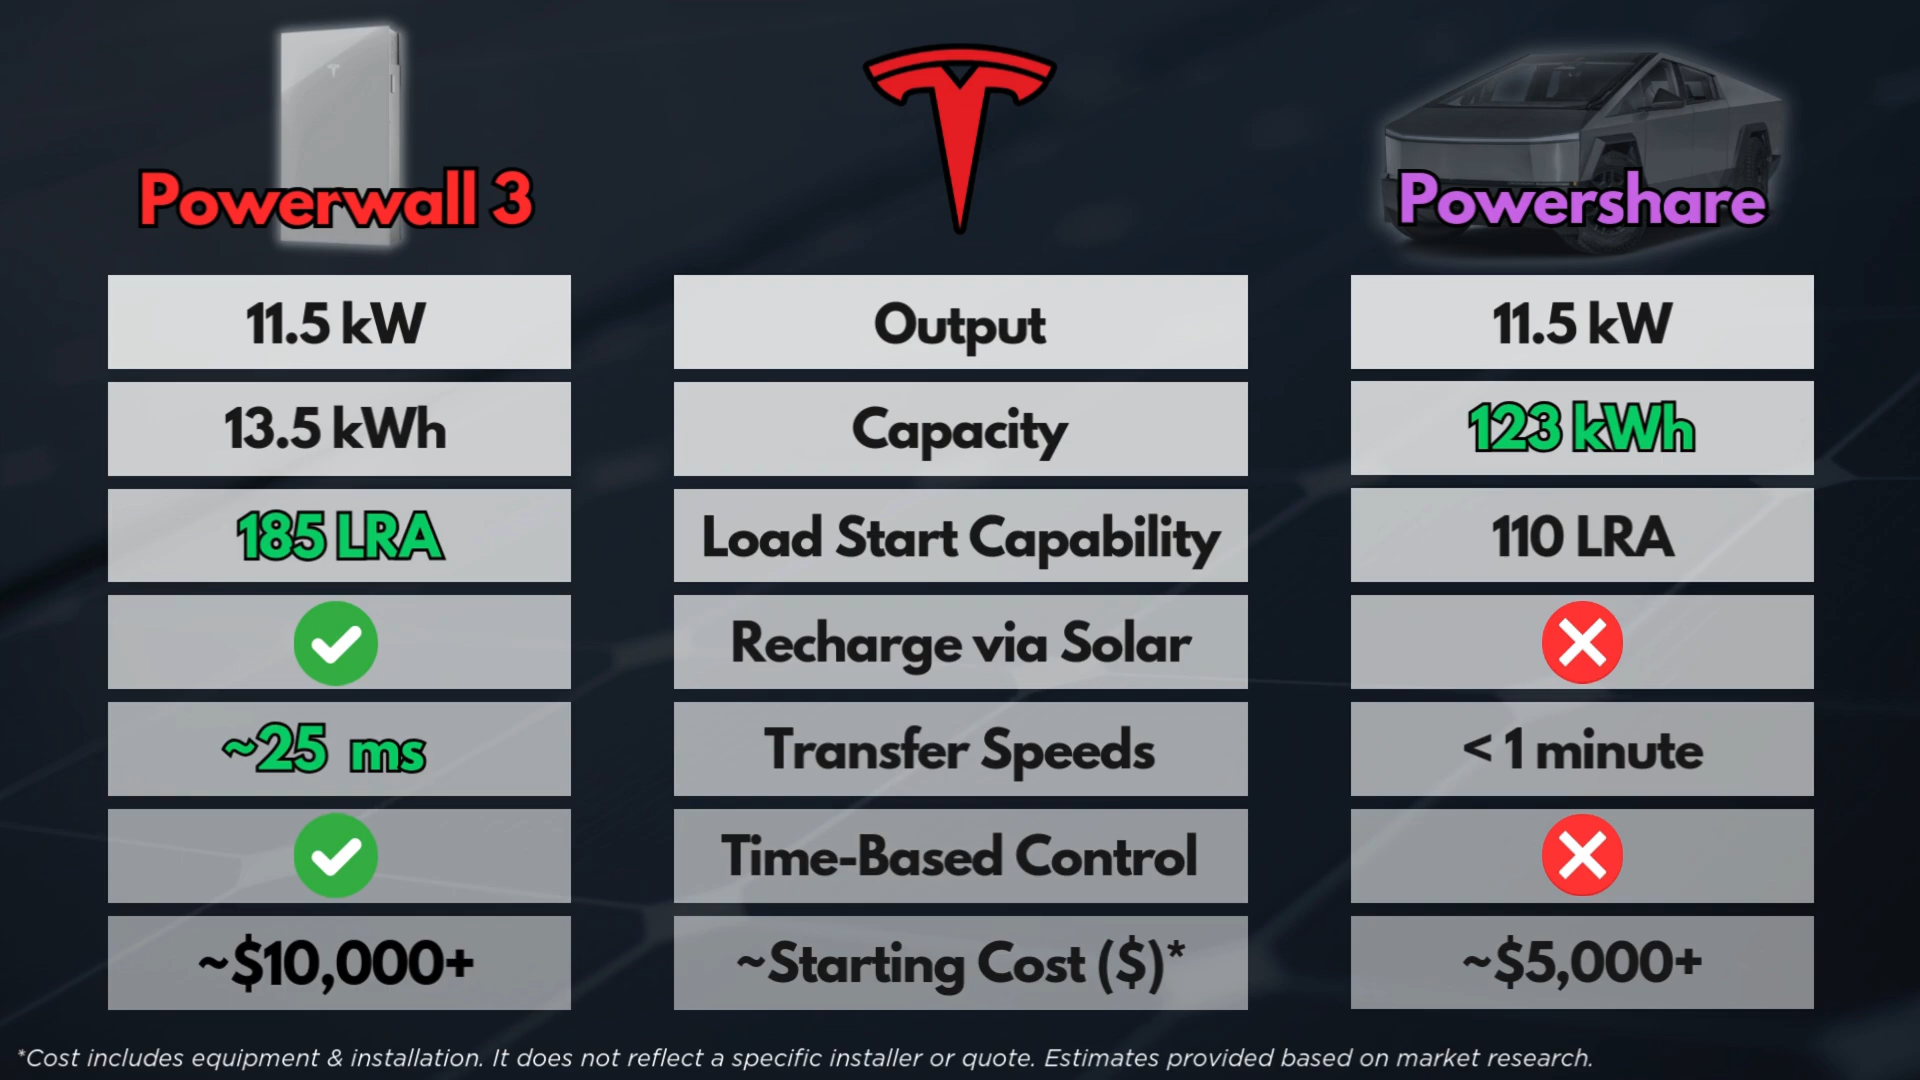 Powerwall 3
Powershare
11.5 kW
Output
11.5 kW
13.5 kWh
Capacity
123 kWh
185 LRA
Load Start Capability
110 LRA
Recharge via Solar
~25 ms
Transfer Speeds
< 1 minute
Time-Based Control
~$10,000+
~Starting Cost ($)*
~$5,000+
*Cost includes equipment & installation. It does not reflect a specific installer or quote. Estimates provided based on market research.